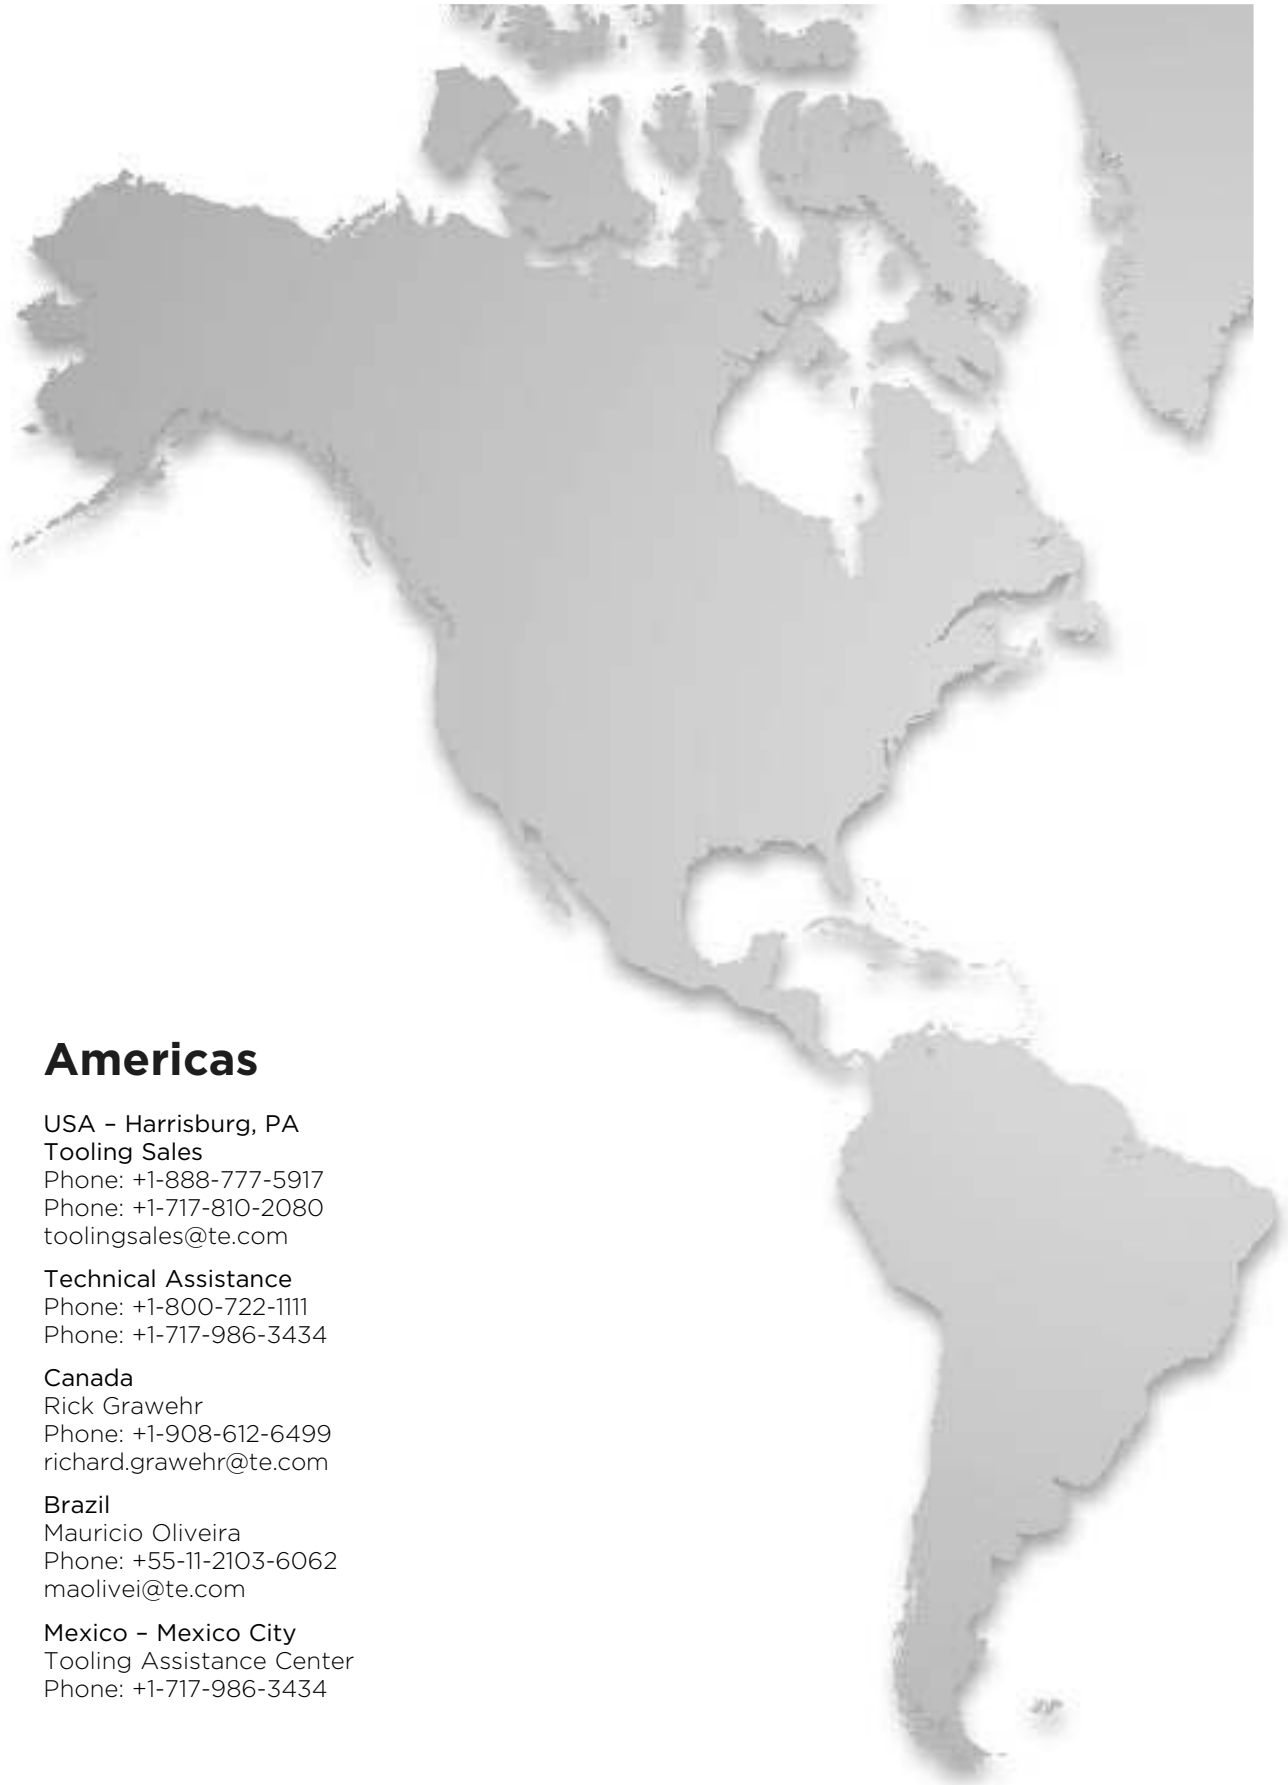 Americas
USA – Harrisburg, PA
Tooling Sales
Phone: +1-888-777-5917
Phone: +1-717-810-2080
toolingsales@te.com
Technical Assistance
Phone: +1-800-722-1111
Phone: +1-717-986-3434
Canada
Rick Grawehr
Phone: +1-908-612-6499
richard.grawehr@te.com
Brazil
Mauricio Oliveira
Phone: +55-11-2103-6062
maolivei@te.com
Mexico – Mexico City
Tooling Assistance Center
Phone: +1-717-986-3434